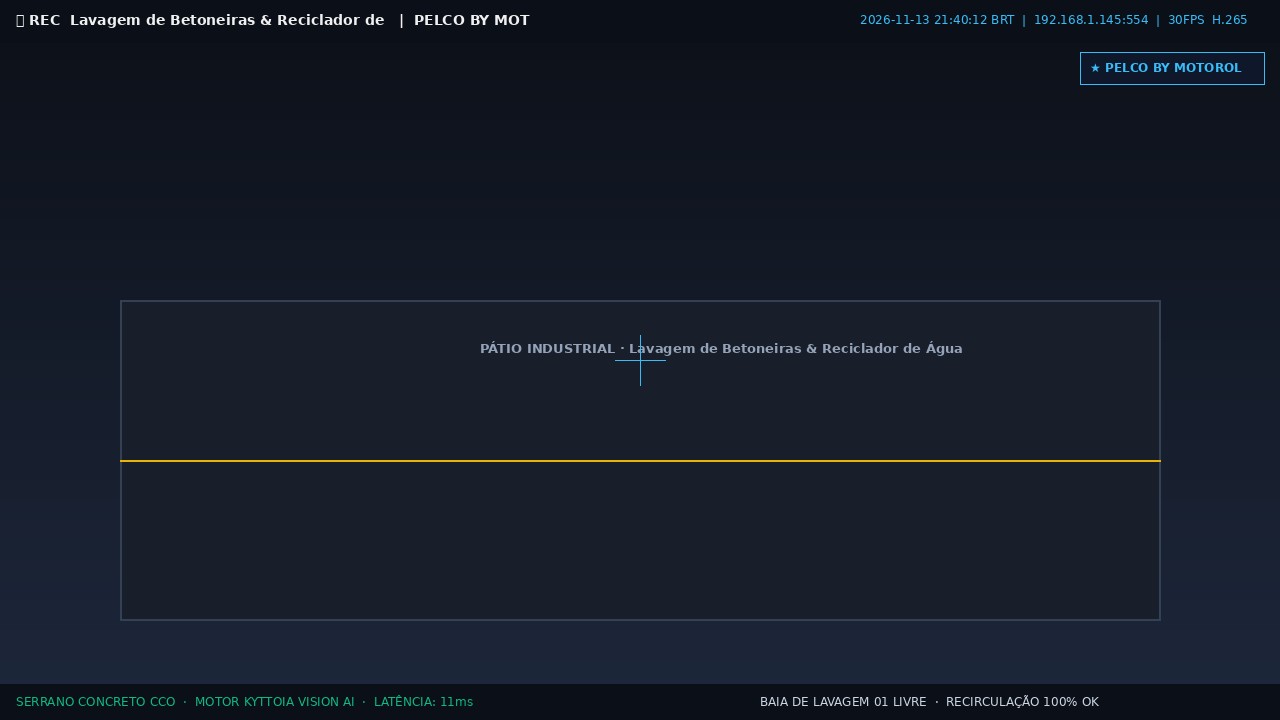 REC  Lavagem de Betoneiras & Reciclador de  |  PELCO BY MOT
2026-11-13 21:40:12 BRT  |  192.168.1.145:554  |  30FPS  H.265
★ PELCO BY MOTOROL
PÁTIO INDUSTRIAL · Lavagem de Betoneiras & Reciclador de Água
SERRANO CONCRETO CCO  ·  MOTOR KYTTOIA VISION AI  ·  LATÊNCIA: 11ms
BAIA DE LAVAGEM 01 LIVRE  ·  RECIRCULAÇÃO 100% OK